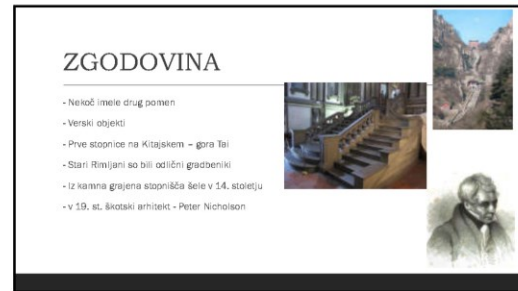 ZGODOVINA
- Nekoč imele drug pomen
- Verski objekti
- Prve stopnice na Kitajskem – gora Tai
- Stari Rimljani so bili odlični gradbeniki
- Iz kamna grajena stopnišča šele v 14. stoletju
- v 19. st. škotski arhitekt - Peter Nicholson